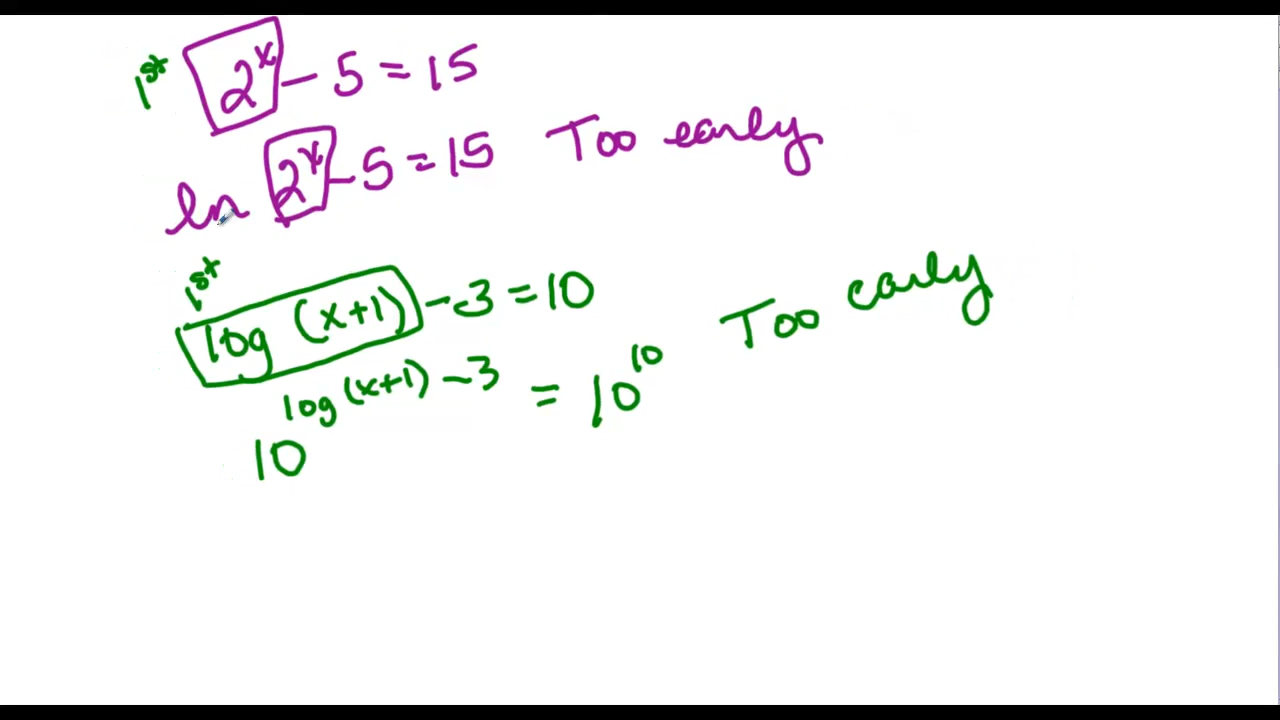 1st 2^x - 5 = 15
ln 2^x - 5 = 15 Too early
1st
log (x+1) - 3 = 10 Too early
10^(log (x+1) - 3) = 10^10